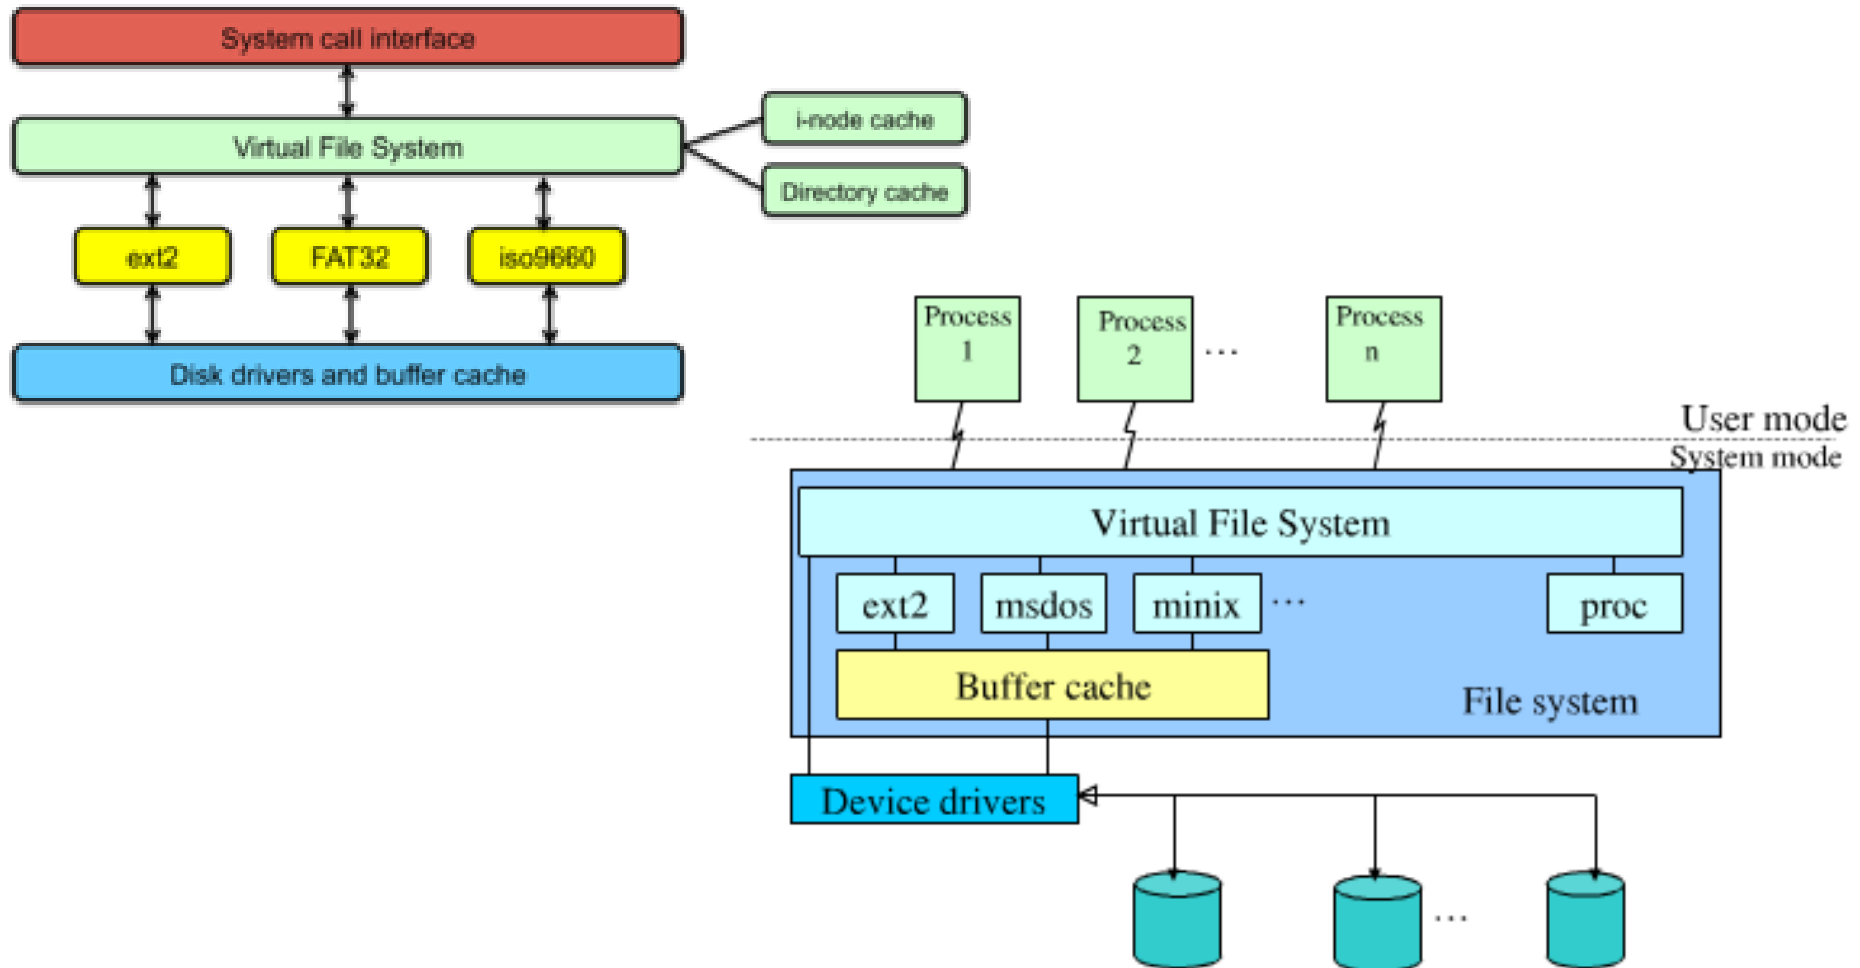 System call interface
Virtual File System
i-node cache
Directory cache
ext2
FAT32
iso9660
Disk drivers and buffer cache
Process
1
Process
2
...
Process
n
User mode
System mode
Virtual File System
ext2
msdos
minix
...
proc
Buffer cache
File system
Device drivers
...